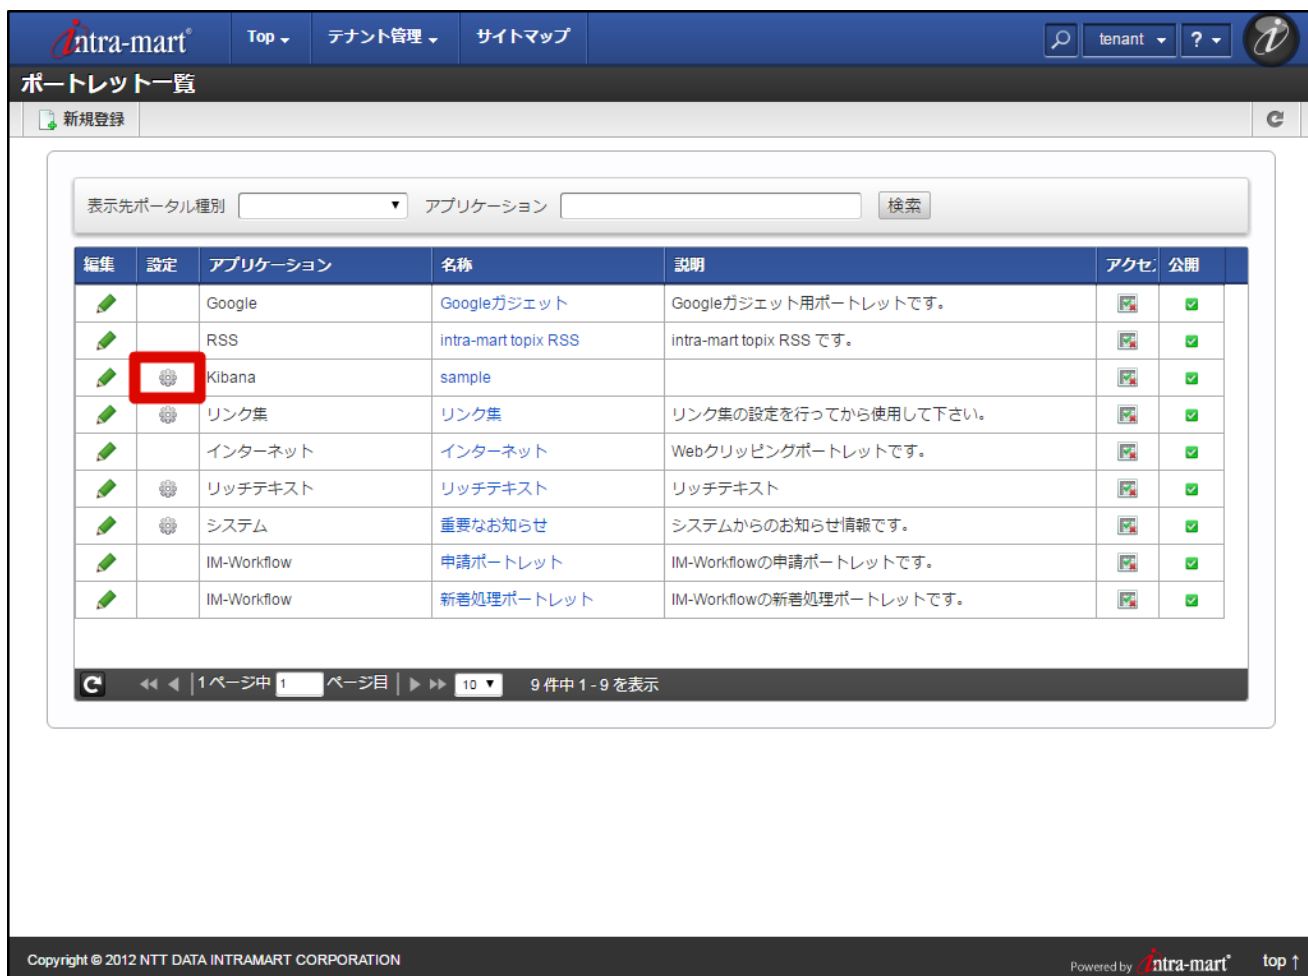 intra-mart® Top テナント管理 サイトマップ tenant ?
ポートレット一覧
新規登録
表示先ポータル種別 アプリケーション 検索
編集 設定 アプリケーション 名称 説明 アクセ 公開
Google Googleガジェット Googleガジェット用ポートレットです。
RSS intra-mart topix RSS intra-mart topix RSS です。
Kibana sample
リンク集 リンク集 リンク集の設定を行ってから使用して下さい。
インターネット インターネット Webクリッピングポートレットです。
リッチテキスト リッチテキスト リッチテキスト
システム 重要なお知らせ システムからのお知らせ情報です。
IM-Workflow 申請ポートレット IM-Workflowの申請ポートレットです。
IM-Workflow 新着処理ポートレット IM-Workflowの新着処理ポートレットです。
1 ページ中 1 ページ目 10 9 件中 1 - 9 を表示
Copyright © 2012 NTT DATA INTRAMART CORPORATION Powered by intra-mart® top ↑